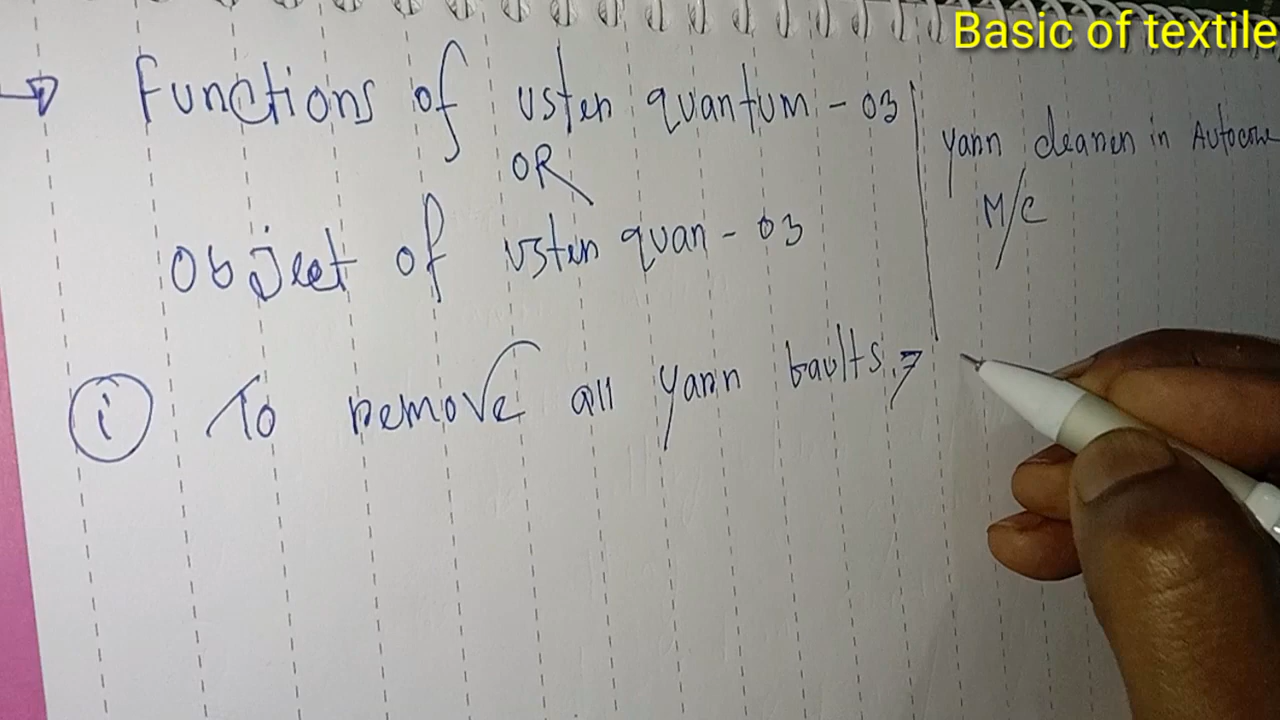 Basic of textile
Functions of uster quantum - 03
OR
Object of uster quan - 03
yarn cleaner in Autocone
M/C
i To remove all yarn faults. 7